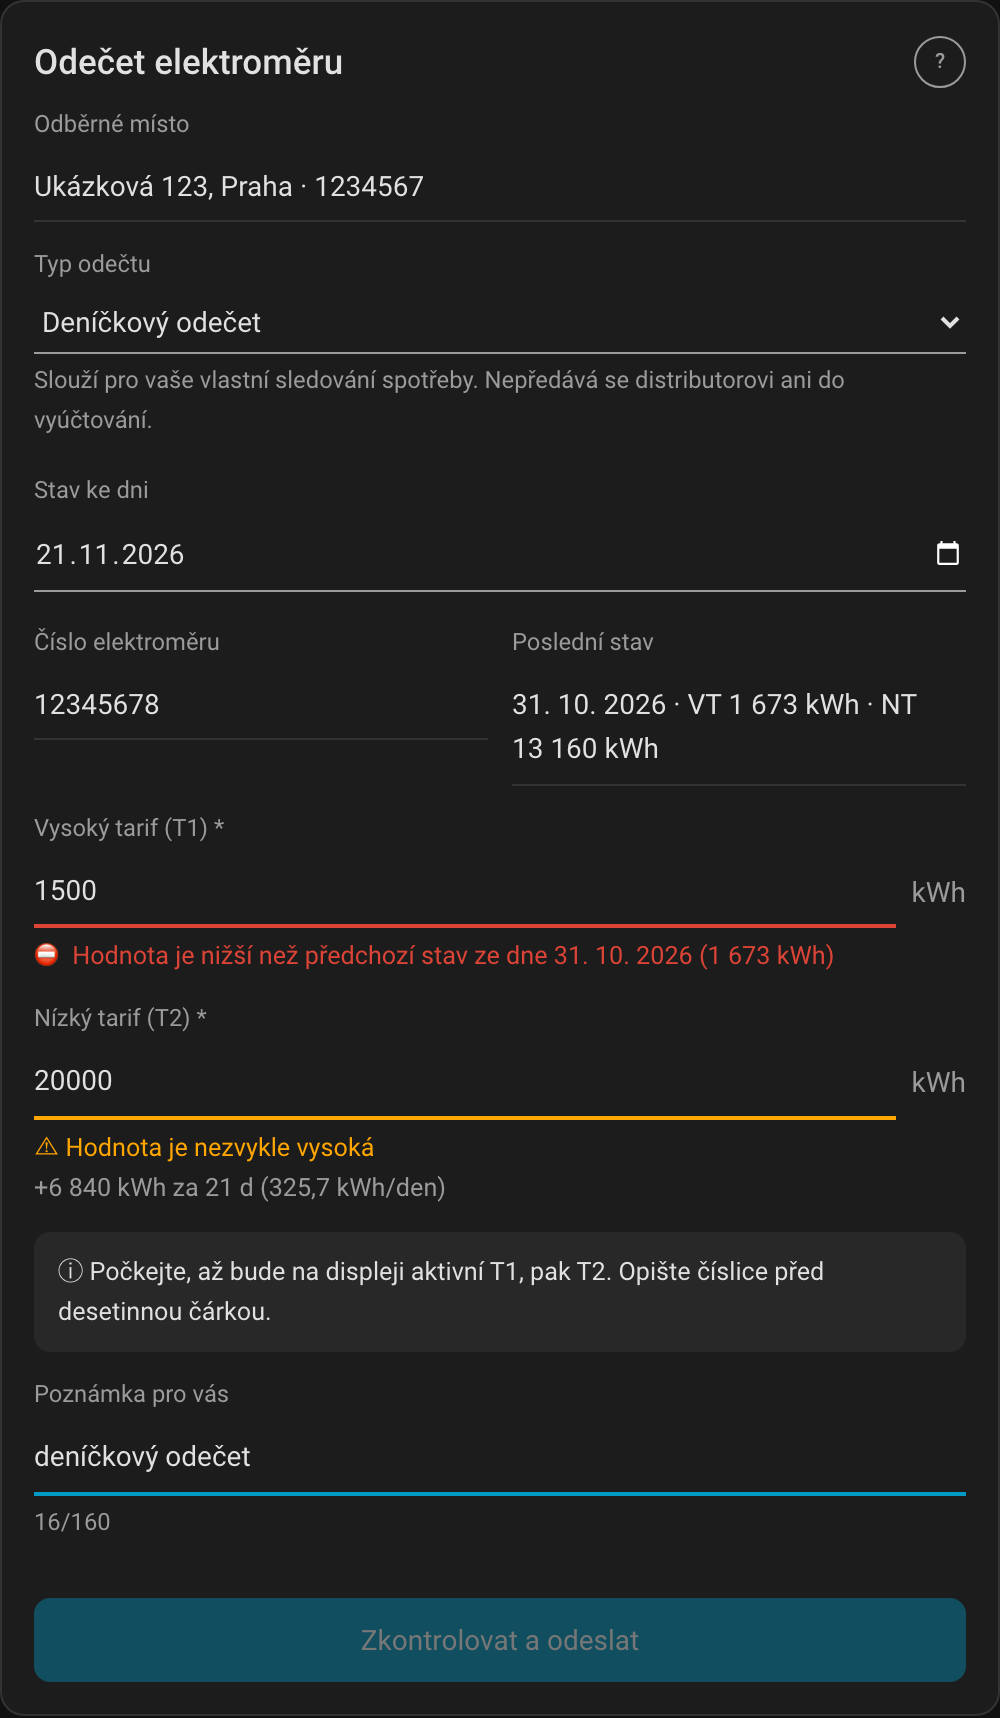 Odečet elektroměru
?
Odběrné místo
Ukázková 123, Praha · 1234567
Typ odečtu
Deníčkový odečet
Slouží pro vaše vlastní sledování spotřeby. Nepředává se distributorovi ani do
vyúčtování.
Stav ke dni
21.11.2026
Číslo elektroměru
12345678
Poslední stav
31. 10. 2026 · VT 1 673 kWh · NT
13 160 kWh
Vysoký tarif (T1) *
1500 kWh
⛔ Hodnota je nižší než předchozí stav ze dne 31. 10. 2026 (1 673 kWh)
Nízký tarif (T2) *
20000 kWh
⚠ Hodnota je nezvykle vysoká
+6 840 kWh za 21 d (325,7 kWh/den)
ⓘ Počkejte, až bude na displeji aktivní T1, pak T2. Opište číslice před
desetinnou čárkou.
Poznámka pro vás
deníčkový odečet
16/160
Zkontrolovat a odeslat